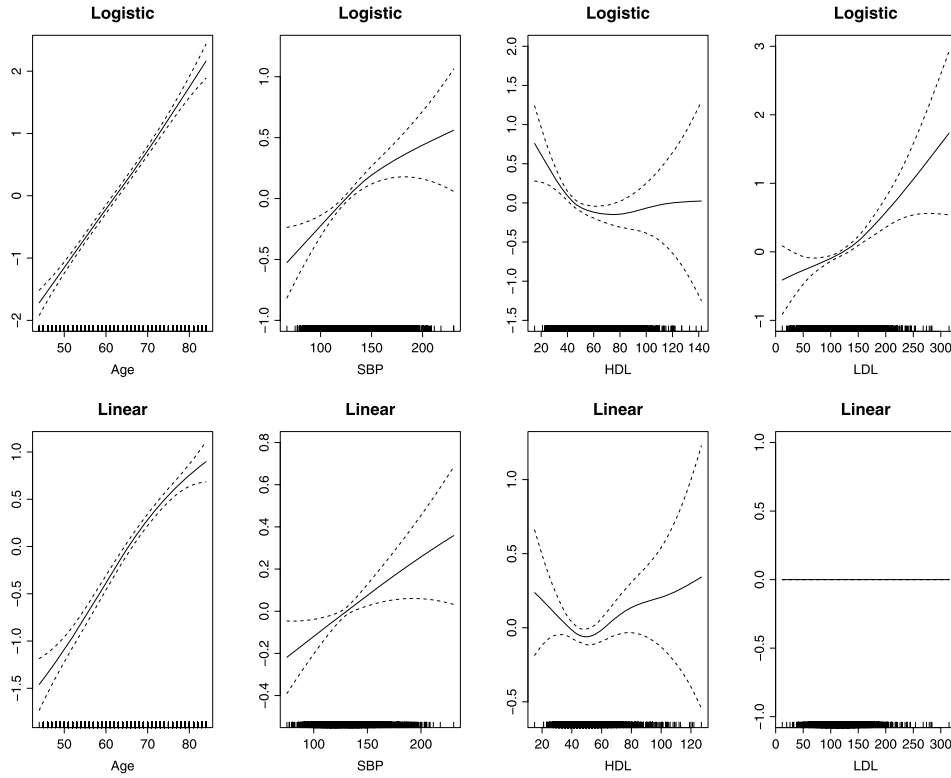 Logistic Logistic Logistic Logistic
2 1.0 2.0 3
1 0.5 1.5 2
0 0.0 1.0 1
−1 −0.5 0.5 0
−2 −1.0 0.0 −1
−0.5
−1.0
−1.5
50 60 70 80 100 150 200 20 40 60 80 100 120 140 0 50 100 150 200 250 300
Age SBP HDL LDL
Linear Linear Linear Linear
1.0 0.8 1.0 1.0
0.5 0.6 0.5 0.5
0.0 0.4 0.0 0.0
−0.5 0.2 −0.5 −0.5
−1.0 0.0 −1.0
−1.5 −0.2
−0.4
50 60 70 80 100 150 200 20 40 60 80 100 120 0 50 100 150 200 250 300
Age SBP HDL LDL